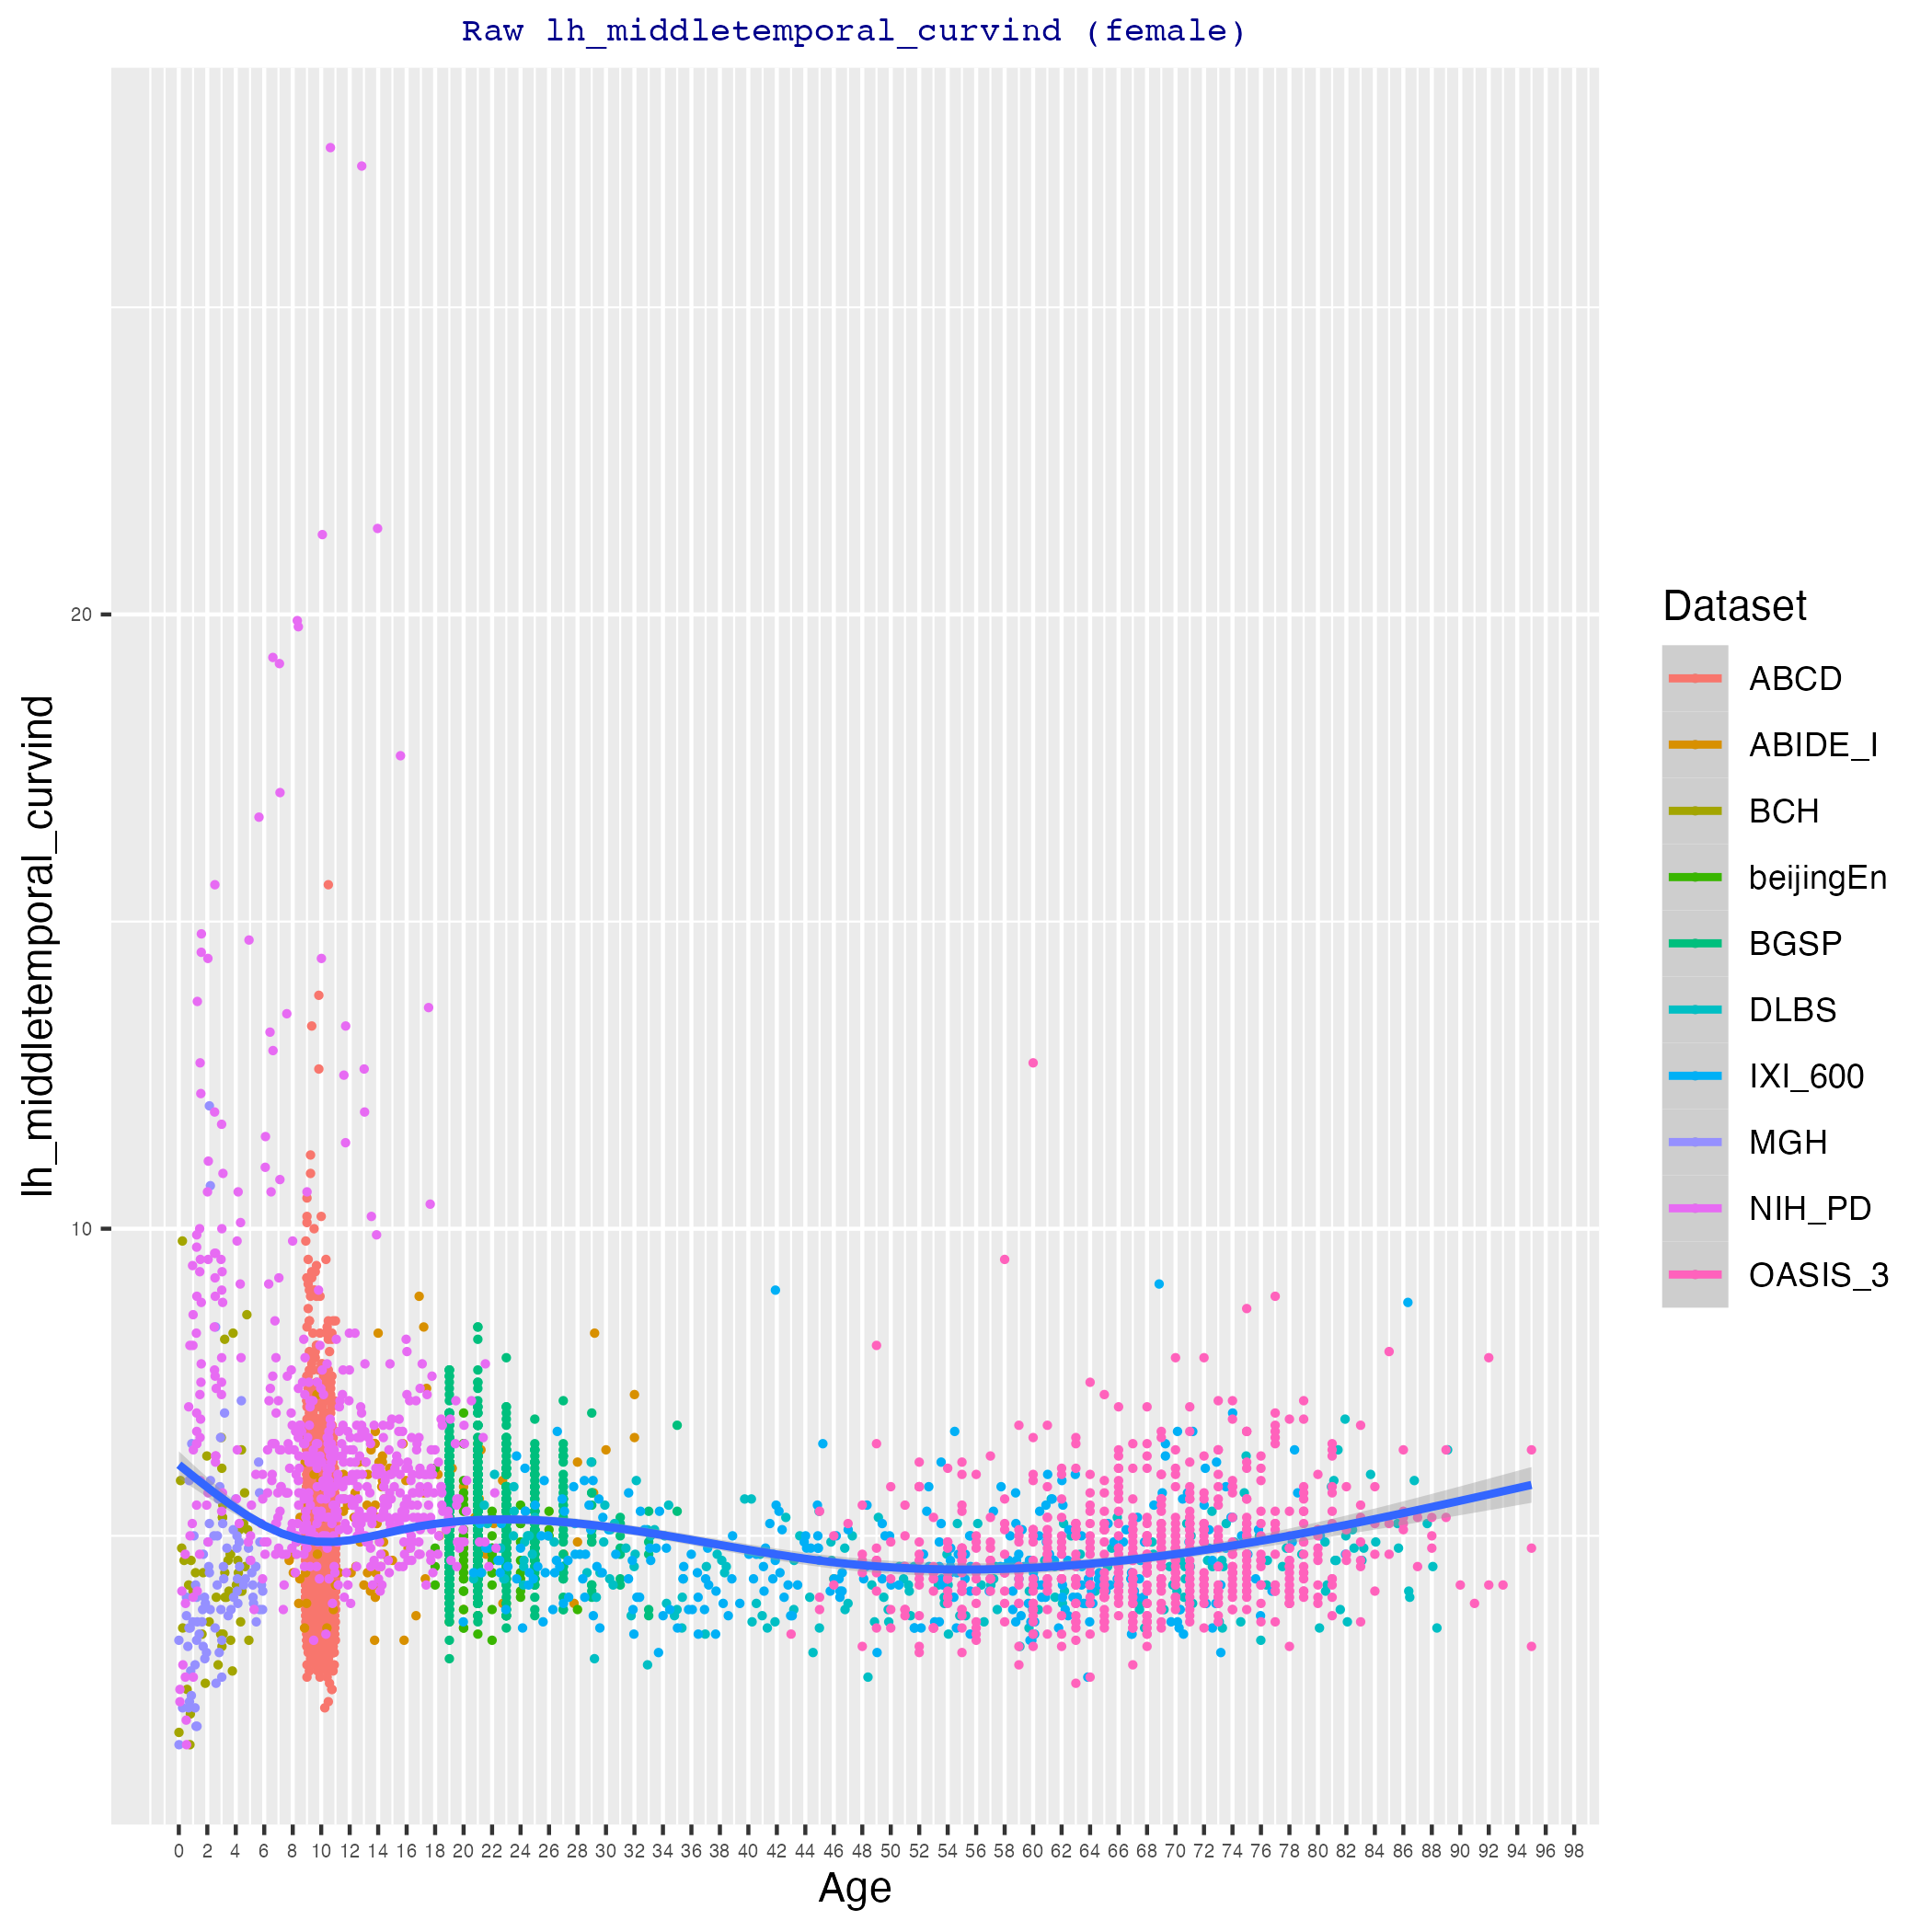 Raw lh_middletemporal_curvind (female)
lh_middletemporal_curvind
20
10
0 2 4 6 8 10 12 14 16 18 20 22 24 26 28 30 32 34 36 38 40 42 44 46 48 50 52 54 56 58 60 62 64 66 68 70 72 74 76 78 80 82 84 86 88 90 92 94 96 98
Age
Dataset
ABCD
ABIDE_I
BCH
beijingEn
BGSP
DLBS
IXI_600
MGH
NIH_PD
OASIS_3